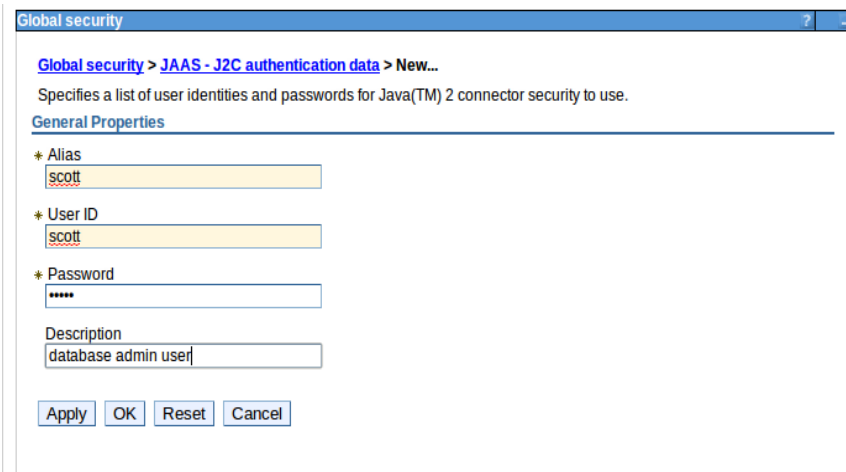 Global security ?
Global security > JAAS - J2C authentication data > New...
Specifies a list of user identities and passwords for Java(TM) 2 connector security to use.
General Properties
* Alias
scott
* User ID
scott
* Password
•••••
Description
database admin user
Apply OK Reset Cancel